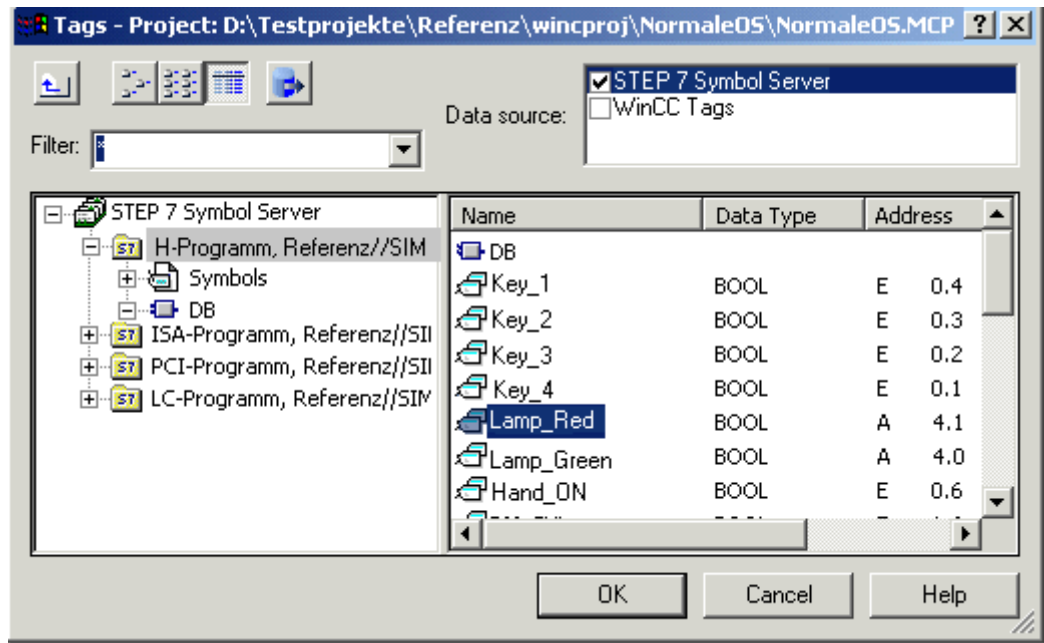 Tags - Project: D:\Testprojekte\Referenz\wincproj\NormaleOS\NormaleOS.MCP
Data source:
STEP 7 Symbol Server
WinCC Tags
Filter: *
STEP 7 Symbol Server
H-Programm, Referenz//SIM
Symbols
DB
ISA-Programm, Referenz//SII
PCI-Programm, Referenz//SII
LC-Programm, Referenz//SIM
Name Data Type Address
DB
Key_1 BOOL E 0.4
Key_2 BOOL E 0.3
Key_3 BOOL E 0.2
Key_4 BOOL E 0.1
Lamp_Red BOOL A 4.1
Lamp_Green BOOL A 4.0
Hand_ON BOOL E 0.6
OK Cancel Help